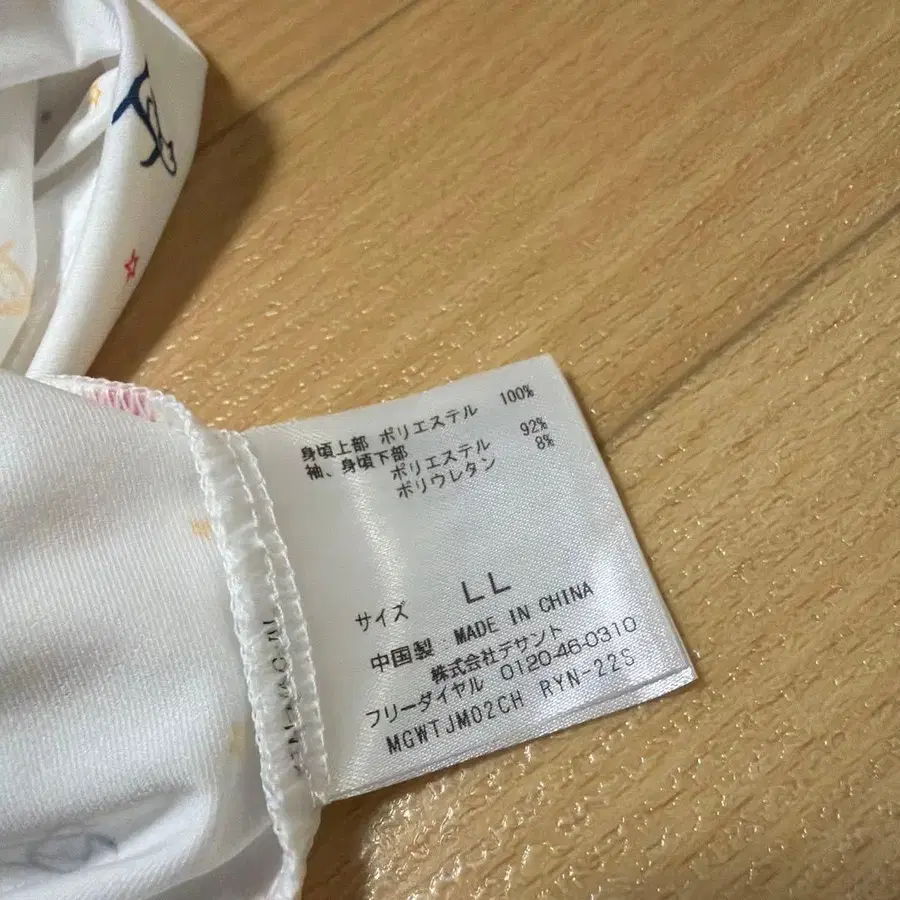 身頃上部 ポリエステル 100%
袖、身頃下部
ポリエステル 92%
ポリウレタン 8%
サイズ LL
中国製 MADE IN CHINA
株式会社デサント
フリーダイヤル 0120-46-0310
MGWTJM02CH RYN-22S